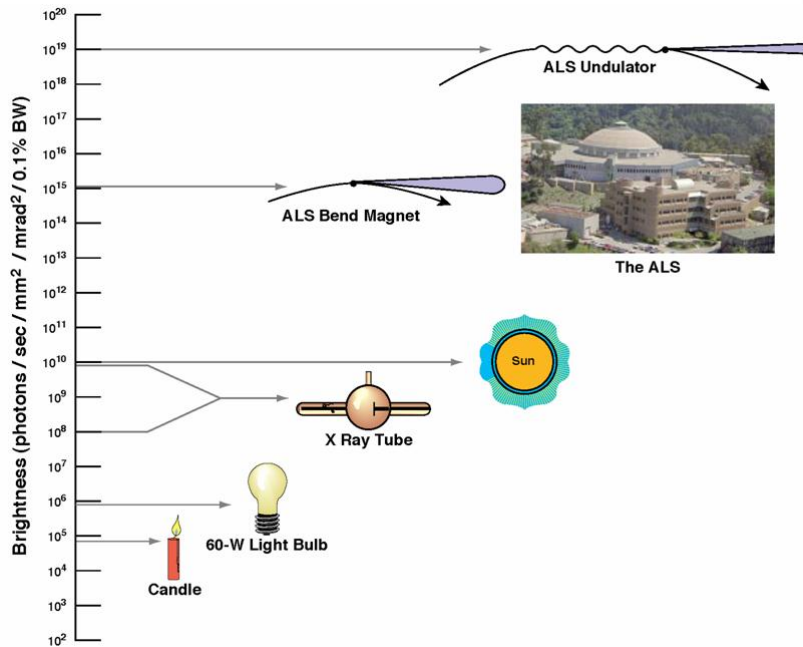 Brightness (photons / sec / mm² / mrad² / 0.1% BW)
10²⁰
10¹⁹
10¹⁸
10¹⁷
10¹⁶
10¹⁵
10¹⁴
10¹³
10¹²
10¹¹
10¹⁰
10⁹
10⁸
10⁷
10⁶
10⁵
10⁴
10³
10²
ALS Undulator
ALS Bend Magnet
The ALS
Sun
X Ray Tube
60-W Light Bulb
Candle